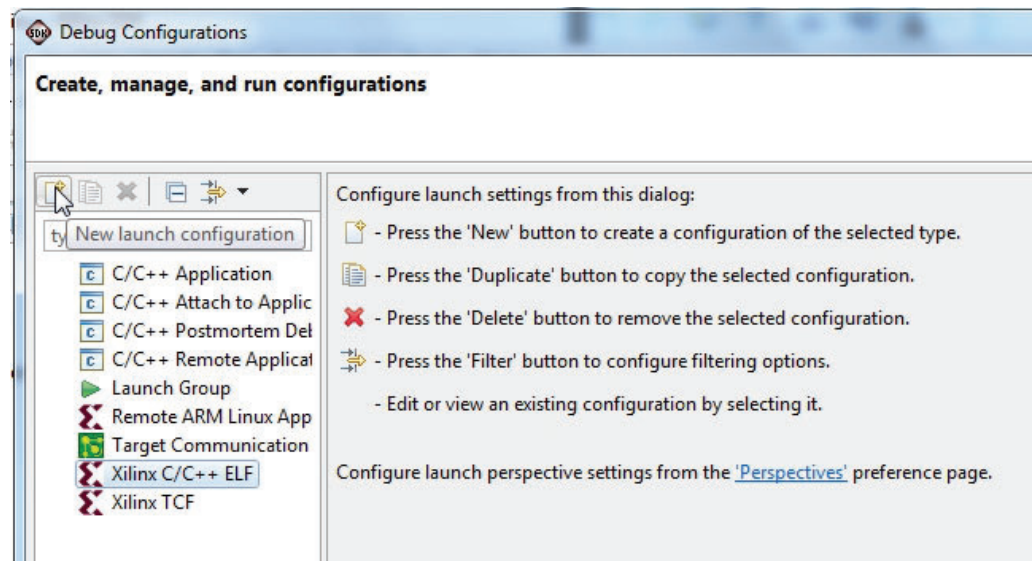 SDK Debug Configurations
Create, manage, and run configurations
ty New launch configuration
C/C++ Application
C/C++ Attach to Applic
C/C++ Postmortem Del
C/C++ Remote Applicat
Launch Group
Remote ARM Linux App
Target Communication
Xilinx C/C++ ELF
Xilinx TCF
Configure launch settings from this dialog:
- Press the 'New' button to create a configuration of the selected type.
- Press the 'Duplicate' button to copy the selected configuration.
- Press the 'Delete' button to remove the selected configuration.
- Press the 'Filter' button to configure filtering options.
- Edit or view an existing configuration by selecting it.
Configure launch perspective settings from the 'Perspectives' preference page.